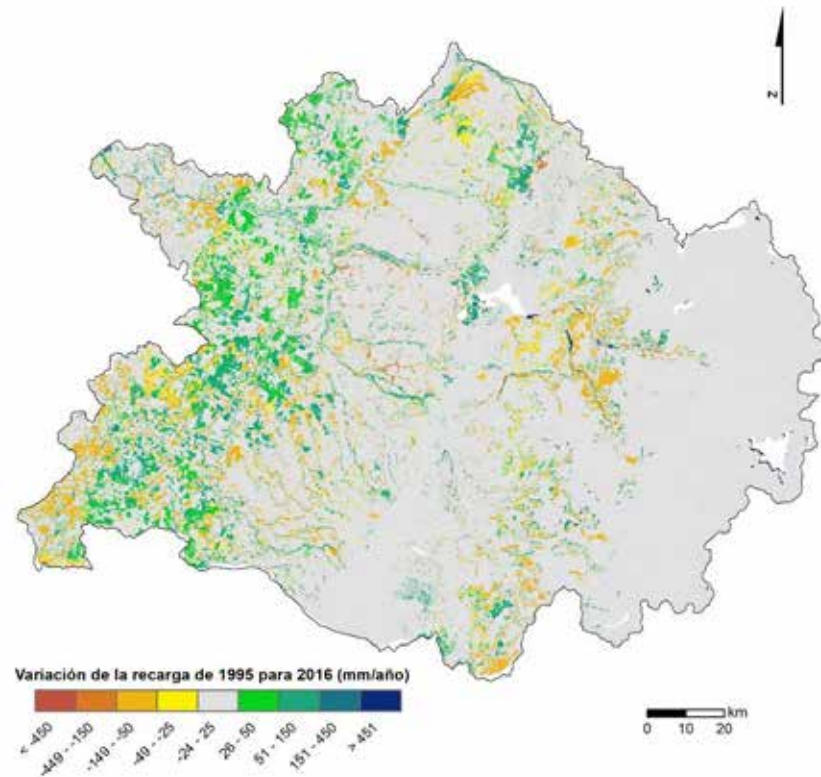 N
Variación de la recarga de 1995 para 2016 (mm/año)
< -450
-449 - -150
-149 - -50
-49 - -25
-24 - 25
26 - 50
51 - 150
151 - 450
> 451
km
0 10 20